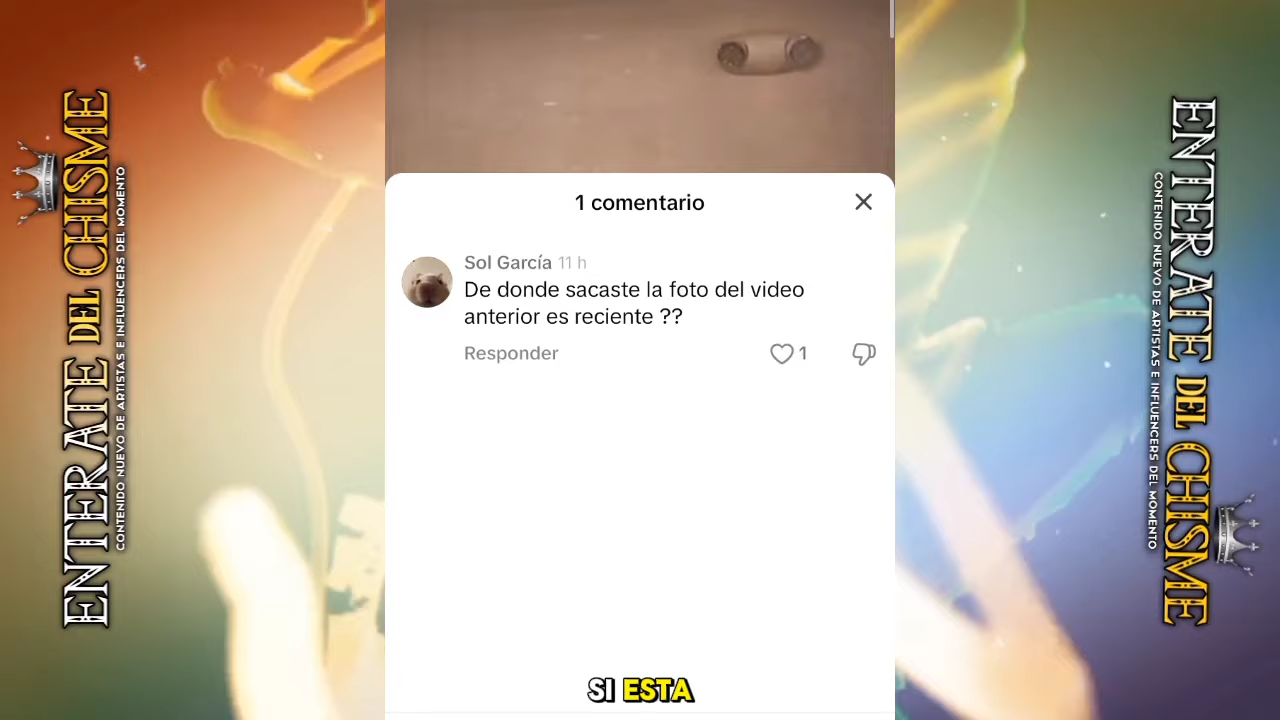 ENTERATE DEL CHISME
CONTENIDO NUEVO DE ARTISTAS E INFLUENCERS DEL MOMENTO
1 comentario
Sol García 11 h
De donde sacaste la foto del video
anterior es reciente ??
Responder
1
SI ESTA
ENTERATE DEL CHISME
CONTENIDO NUEVO DE ARTISTAS E INFLUENCERS DEL MOMENTO